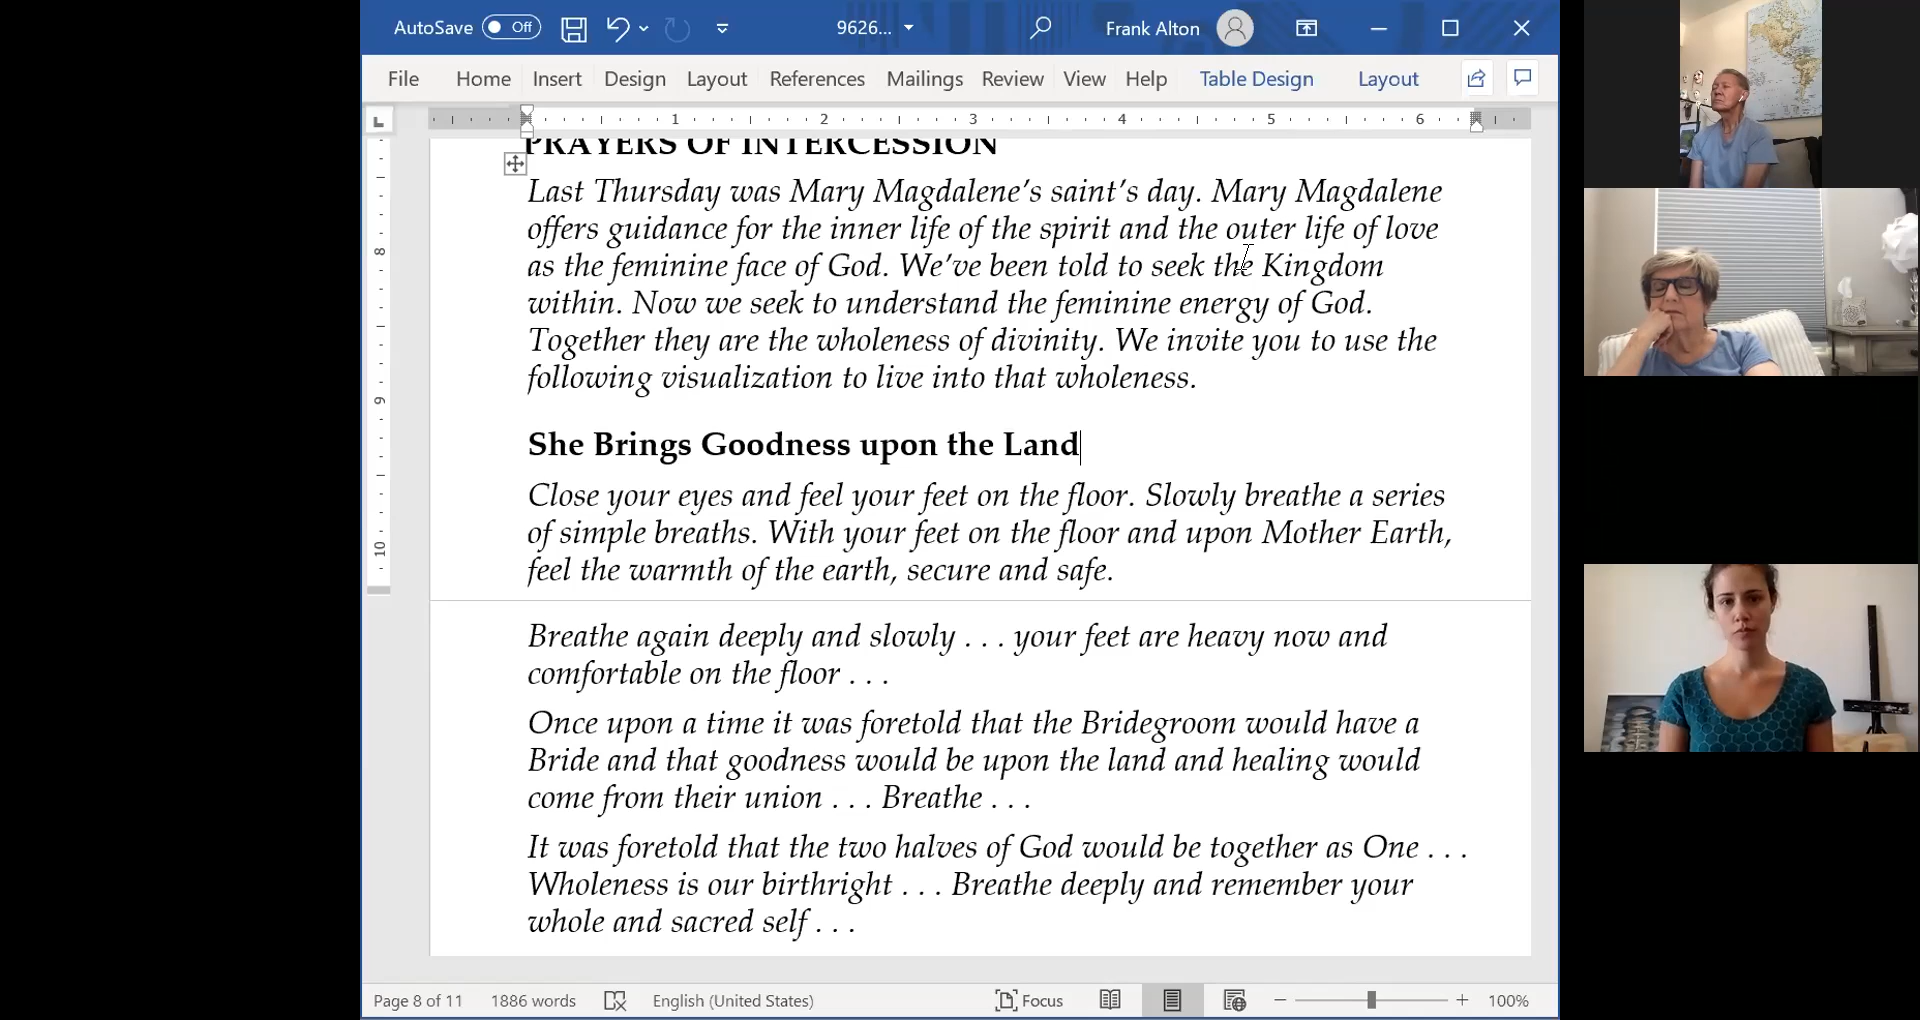 AutoSave Off 9626... Frank Alton
File Home Insert Design Layout References Mailings Review View Help Table Design Layout
1 2 3 4 5 6
PRAYERS OF INTERCESSION
Last Thursday was Mary Magdalene’s saint’s day. Mary Magdalene
offers guidance for the inner life of the spirit and the outer life of love
8
as the feminine face of God. We’ve been told to seek the Kingdom
within. Now we seek to understand the feminine energy of God.
Together they are the wholeness of divinity. We invite you to use the
following visualization to live into that wholeness.
9
She Brings Goodness upon the Land
Close your eyes and feel your feet on the floor. Slowly breathe a series
of simple breaths. With your feet on the floor and upon Mother Earth,
10
feel the warmth of the earth, secure and safe.
Breathe again deeply and slowly . . . your feet are heavy now and
comfortable on the floor . . .
Once upon a time it was foretold that the Bridegroom would have a
Bride and that goodness would be upon the land and healing would
come from their union . . . Breathe . . .
It was foretold that the two halves of God would be together as One . . .
Wholeness is our birthright . . . Breathe deeply and remember your
whole and sacred self . . .
Page 8 of 11 1886 words English (United States) Focus 100%